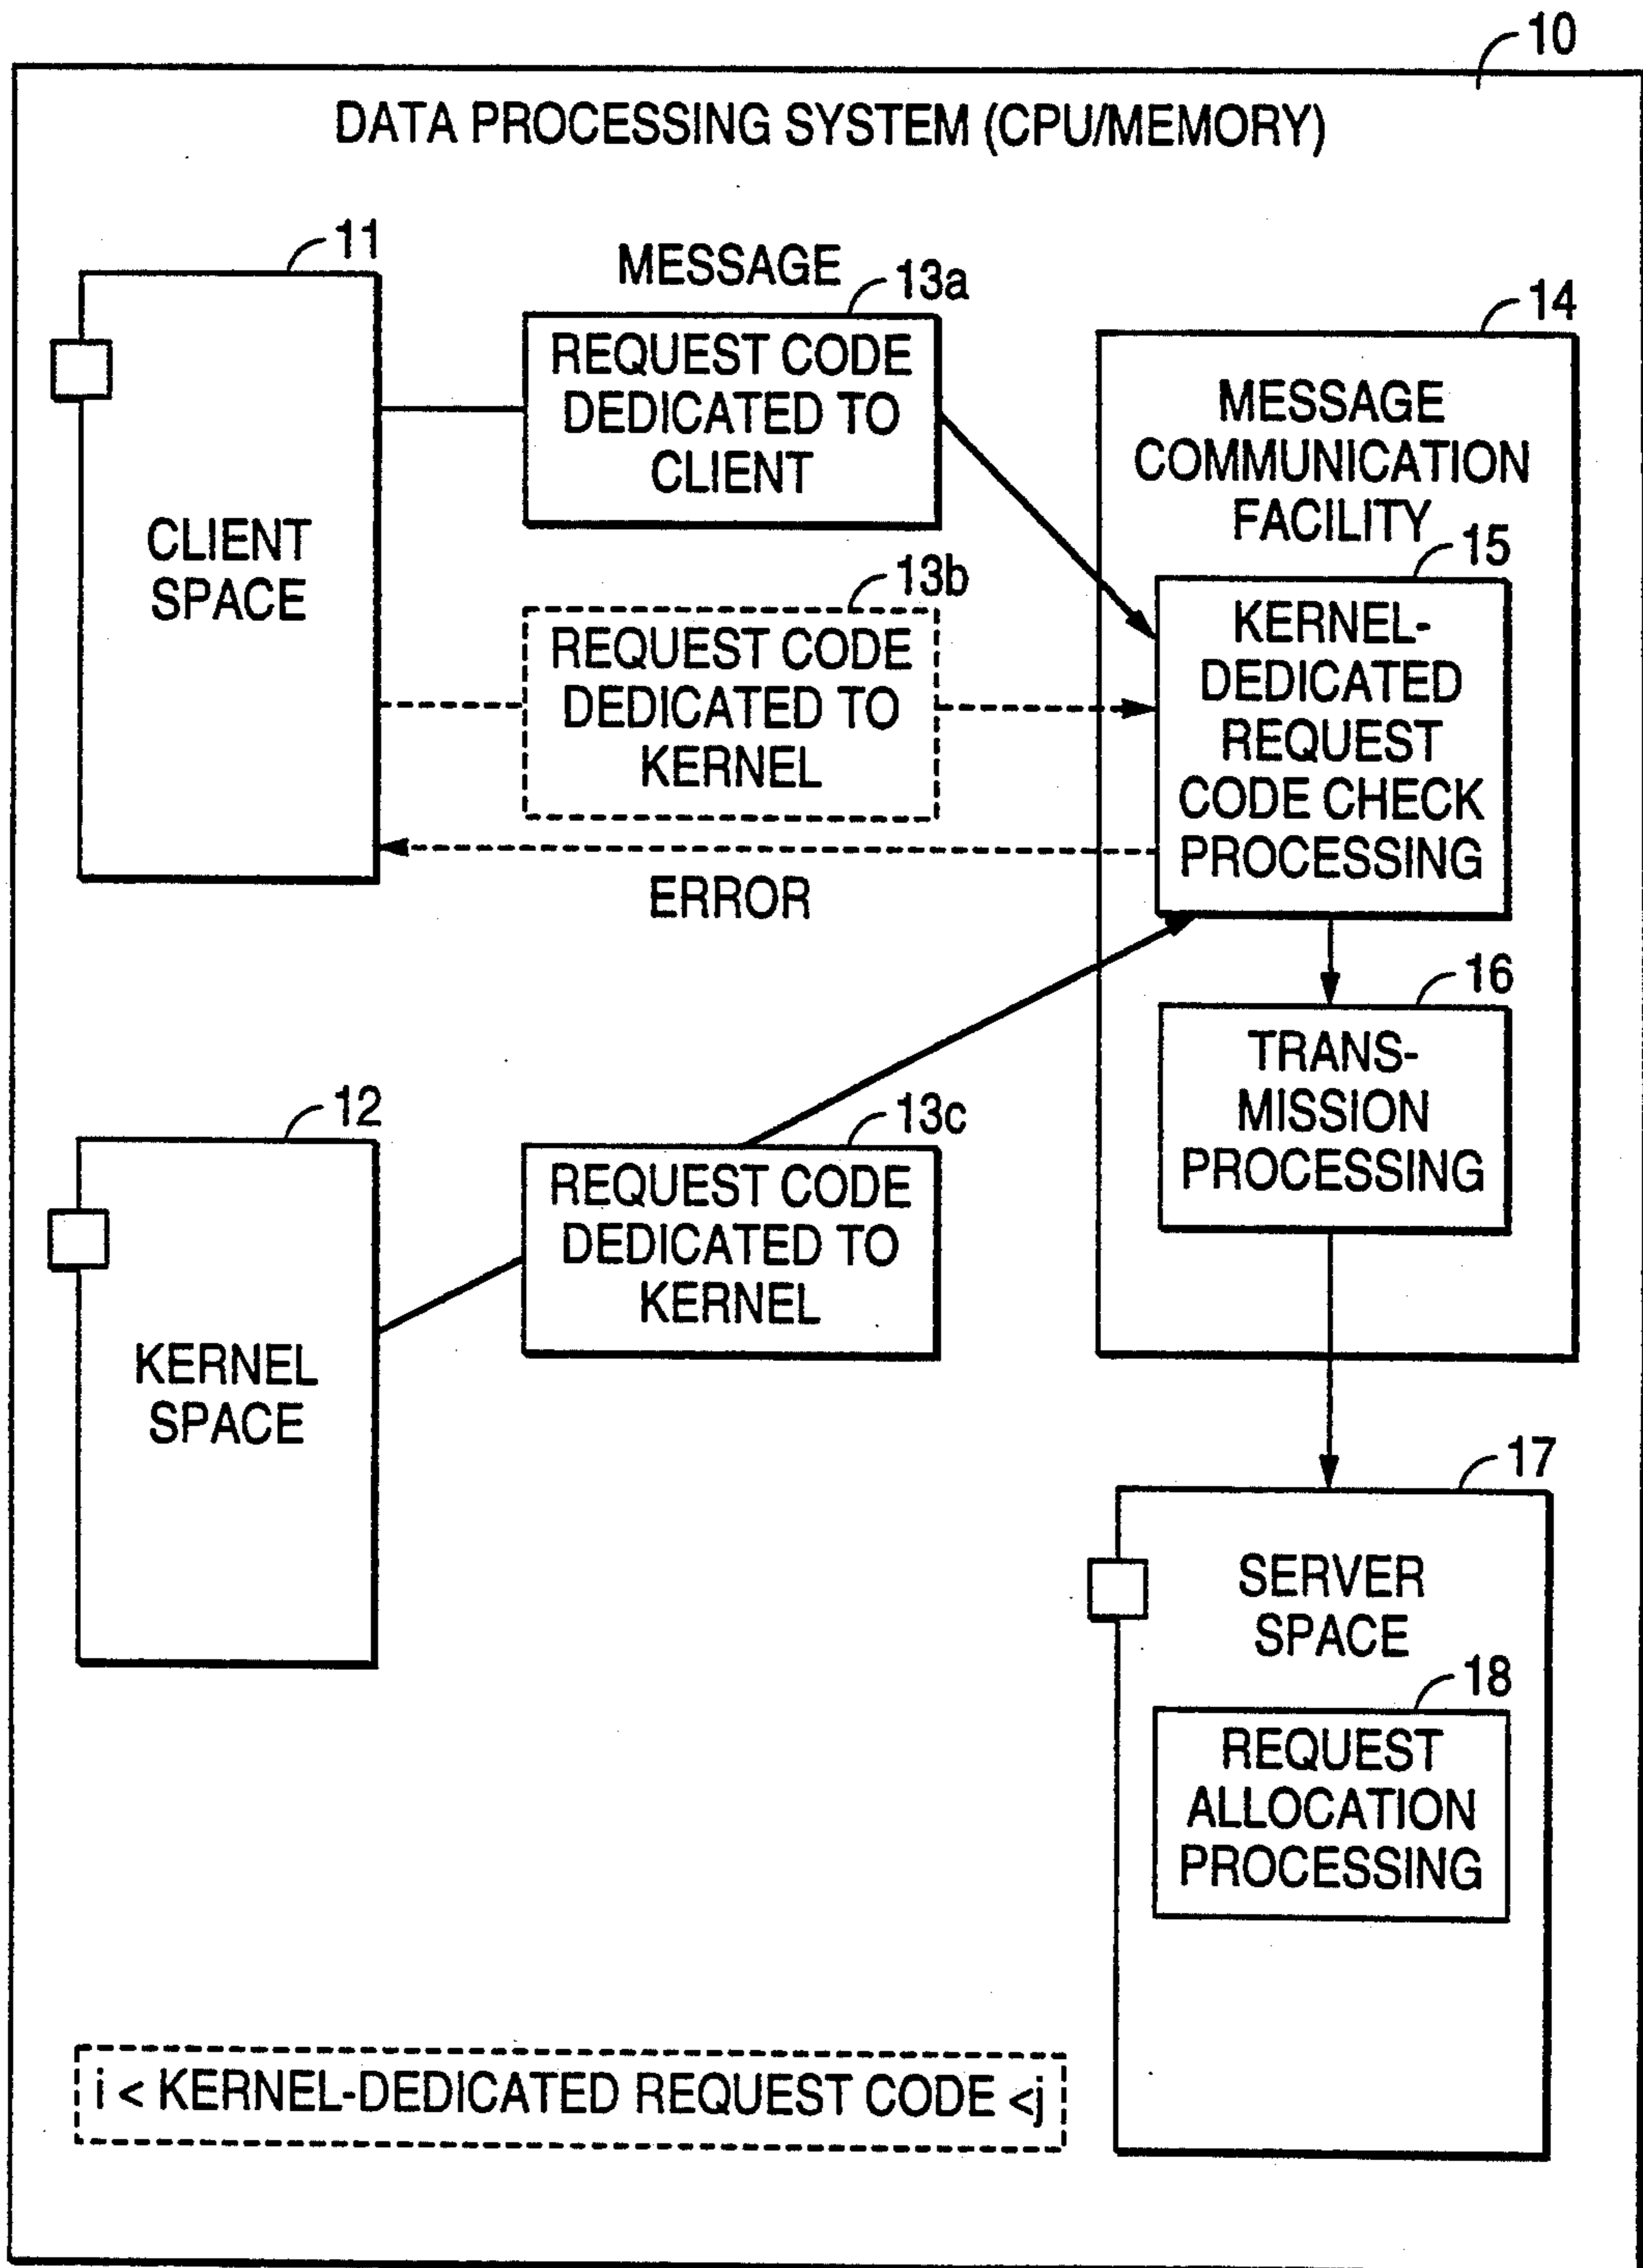 10
DATA PROCESSING SYSTEM (CPU/MEMORY)
11
CLIENT
SPACE
MESSAGE
13a
REQUEST CODE
DEDICATED TO
CLIENT
13b
REQUEST CODE
DEDICATED TO
KERNEL
ERROR
14
MESSAGE
COMMUNICATION
FACILITY
15
KERNEL-
DEDICATED
REQUEST
CODE CHECK
PROCESSING
16
TRANS-
MISSION
PROCESSING
12
KERNEL
SPACE
13c
REQUEST CODE
DEDICATED TO
KERNEL
17
SERVER
SPACE
18
REQUEST
ALLOCATION
PROCESSING
i < KERNEL-DEDICATED REQUEST CODE <j